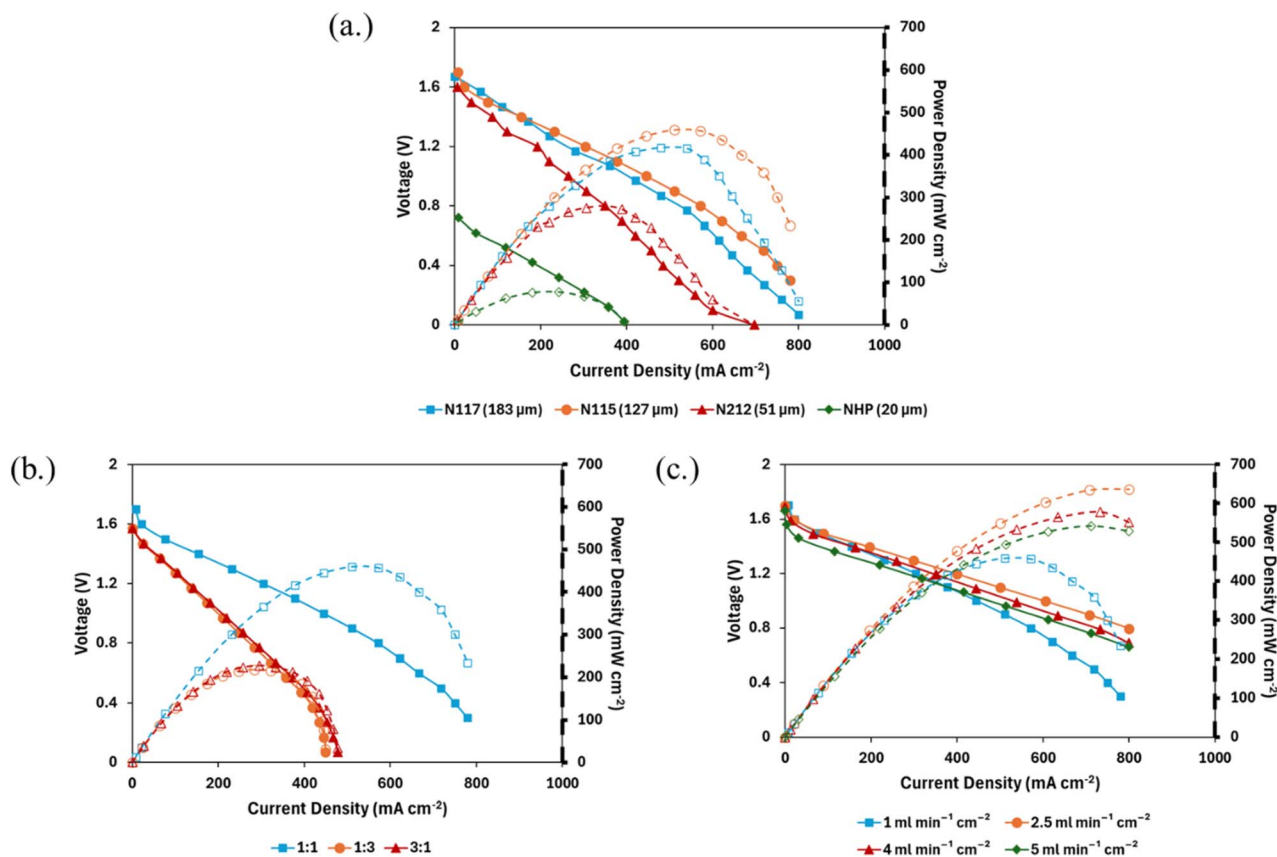 (a.)
2
1.6
1.2
0.8
0.4
0
Voltage (V)
700
600
500
400
300
200
100
0
Power Density (mW cm⁻²)
0 200 400 600 800 1000
Current Density (mA cm⁻²)
N117 (183 µm) N115 (127 µm) N212 (51 µm) NHP (20 µm)
(b.)
2
1.6
1.2
0.8
0.4
0
Voltage (V)
700
600
500
400
300
200
100
0
Power Density (mW cm⁻²)
0 200 400 600 800 1000
Current Density (mA cm⁻²)
1:1 1:3 3:1
(c.)
2
1.6
1.2
0.8
0.4
0
Voltage (V)
700
600
500
400
300
200
100
0
Power Density (mW cm⁻²)
0 200 400 600 800 1000
Current Density (mA cm⁻²)
1 ml min⁻¹ cm⁻² 2.5 ml min⁻¹ cm⁻²
4 ml min⁻¹ cm⁻² 5 ml min⁻¹ cm⁻²